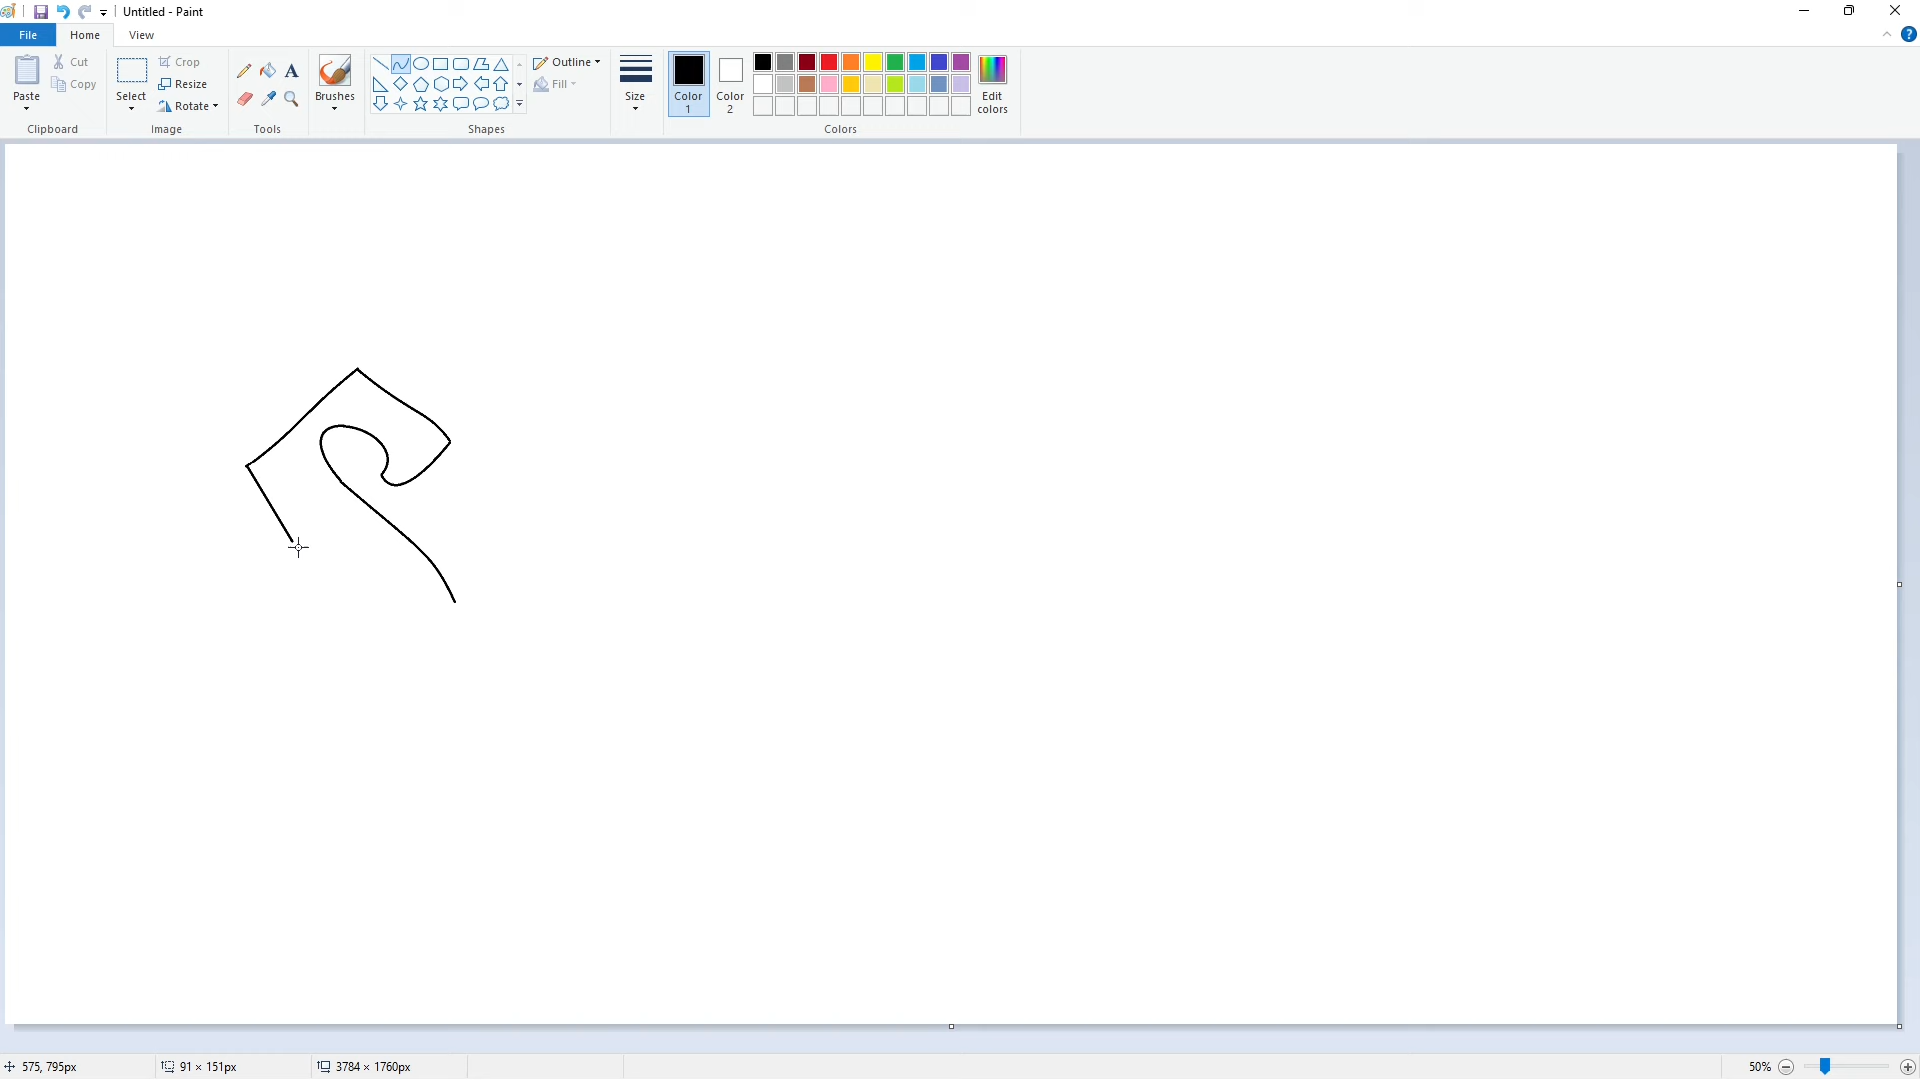 Untitled - Paint
File Home View
Paste Cut Copy Clipboard
Select Crop Resize Rotate Image
A
Tools
Brushes
Outline Fill Shapes
Size
Color 1 Color 2 Edit colors Colors
575, 795px 91 × 151px 3784 × 1760px 50%